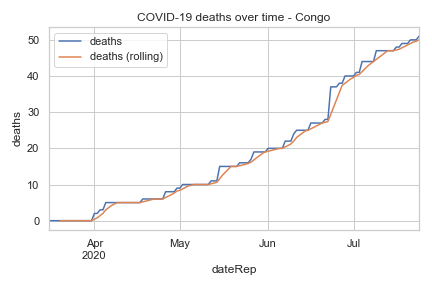 COVID-19 deaths over time - Congo
deaths
deaths (rolling)
50
40
30
20
10
0
deaths
Apr
2020
May
Jun
Jul
dateRep